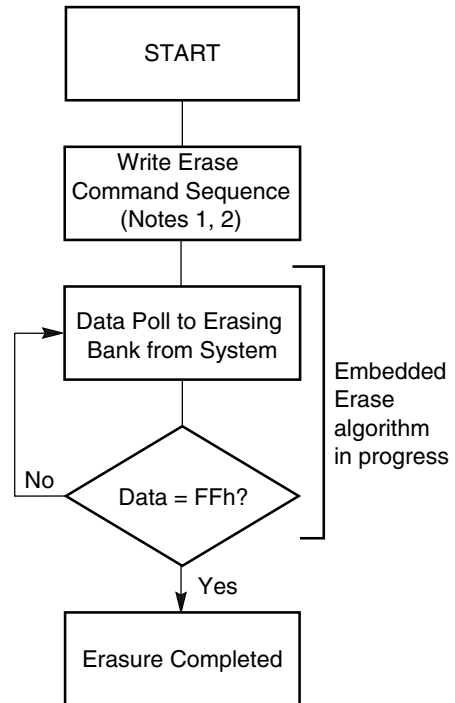 START
Write Erase
Command Sequence
(Notes 1, 2)
Data Poll to Erasing
Bank from System
Embedded
Erase
algorithm
in progress
No
Data = FFh?
Yes
Erasure Completed